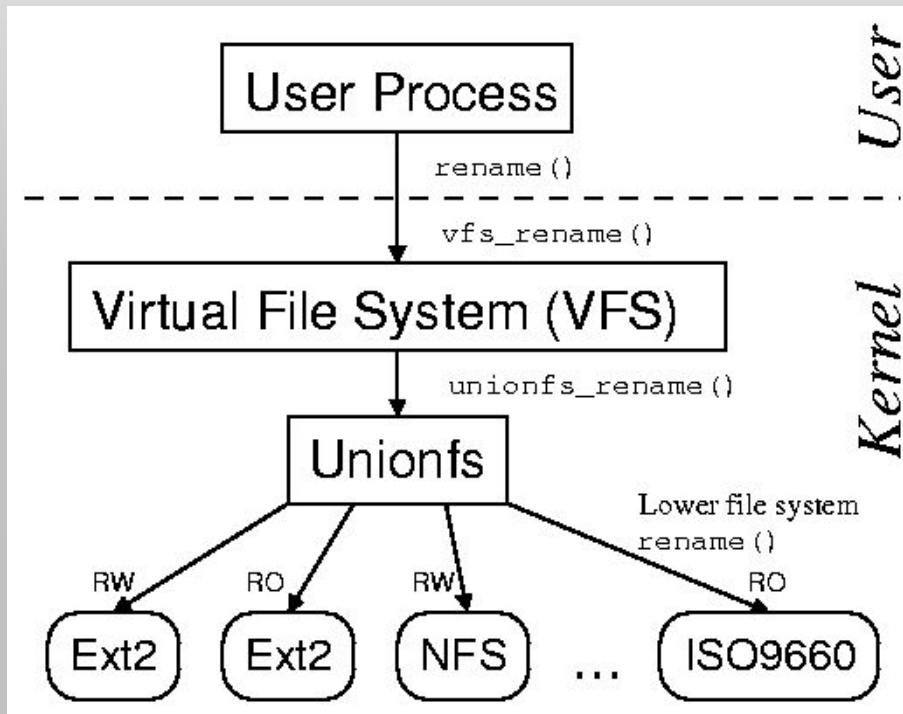 User Process
User
rename()
vfs_rename()
Virtual File System (VFS)
Kernel
unionfs_rename()
Unionfs
Lower file system
rename()
RW
RO
RW
RO
Ext2
Ext2
NFS
...
ISO9660